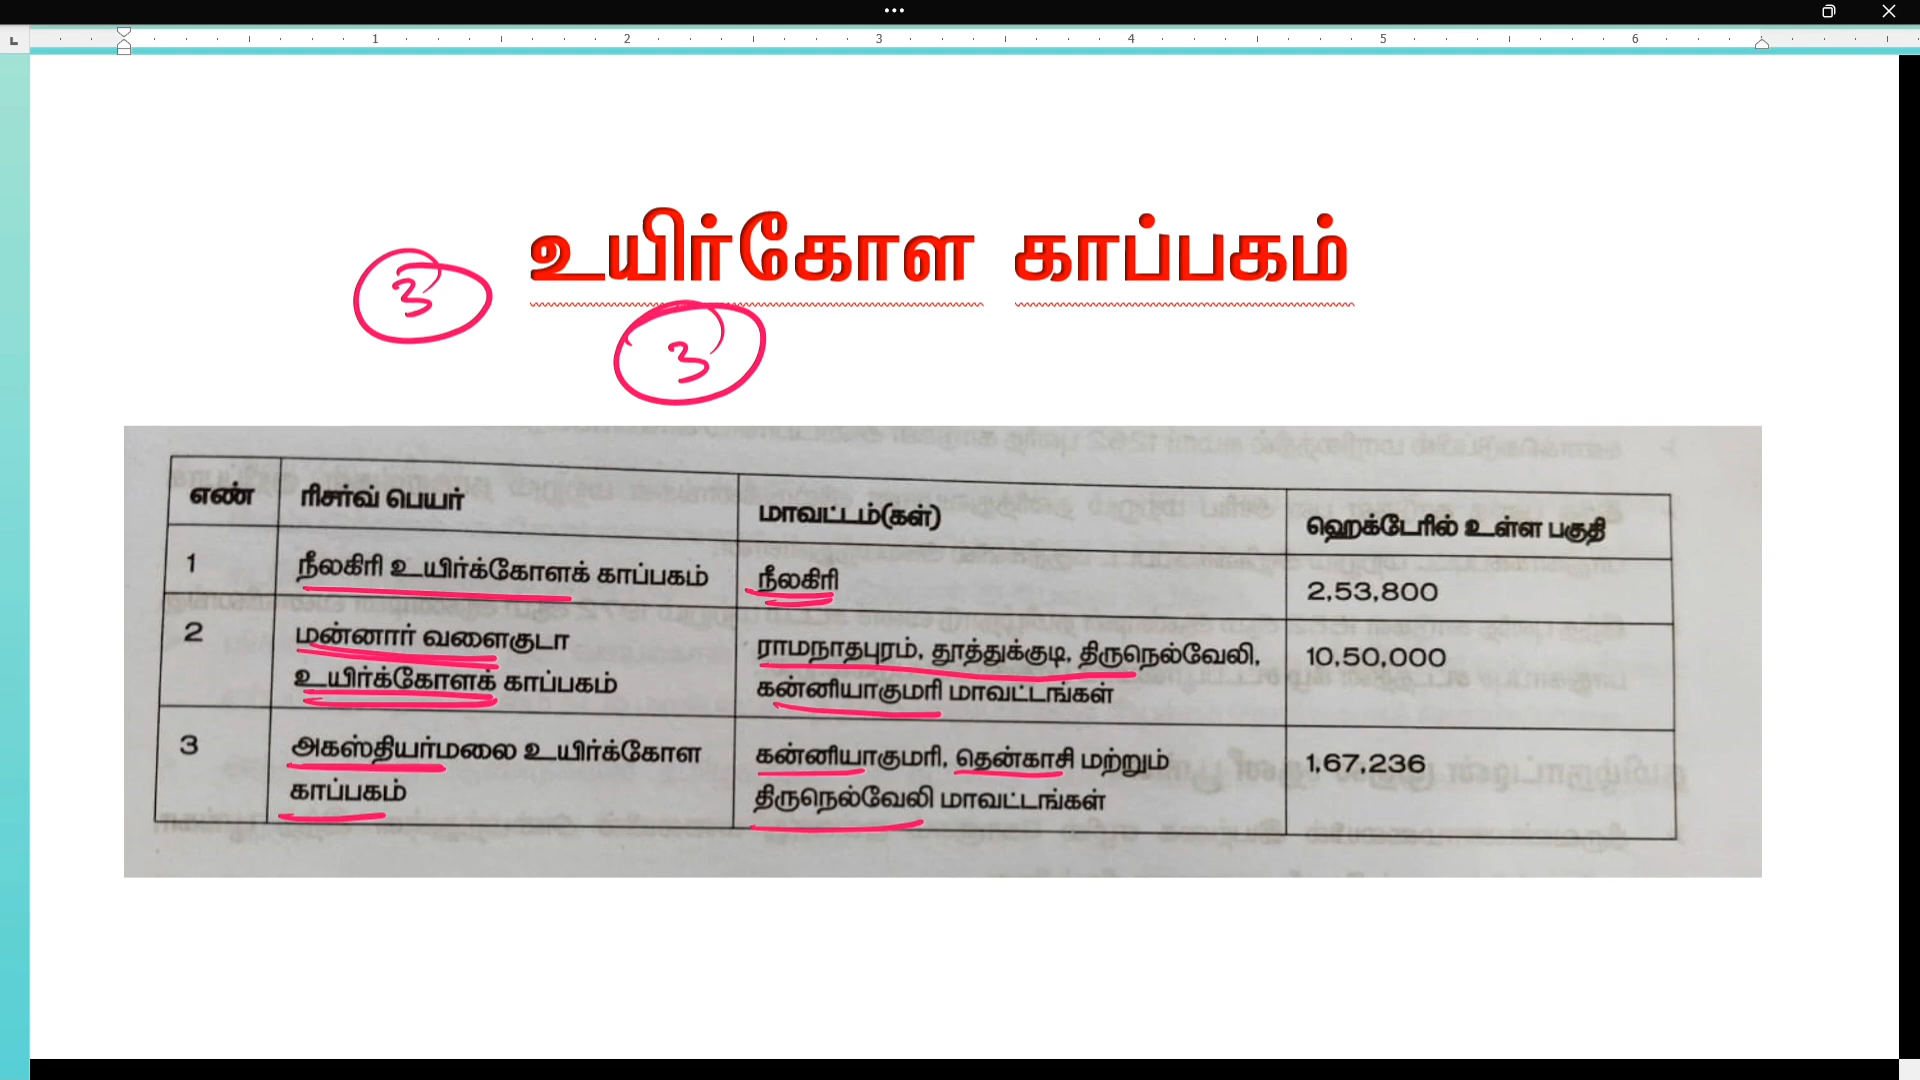 1 2 3 4 5 6
உயிர்கோள காப்பகம்
3
3
எண் ரிசர்வ் பெயர் மாவட்டம்(கள்) ஹெக்டேரில் உள்ள பகுதி
1 நீலகிரி உயிர்க்கோளக் காப்பகம் நீலகிரி 2,53,800
2 மன்னார் வளைகுடா ராமநாதபுரம், தூத்துக்குடி, திருநெல்வேலி, 10,50,000
உயிர்க்கோளக் காப்பகம் கன்னியாகுமரி மாவட்டங்கள்
3 அகஸ்தியர்மலை உயிர்க்கோள கன்னியாகுமரி, தென்காசி மற்றும் 1,67,236
காப்பகம் திருநெல்வேலி மாவட்டங்கள்